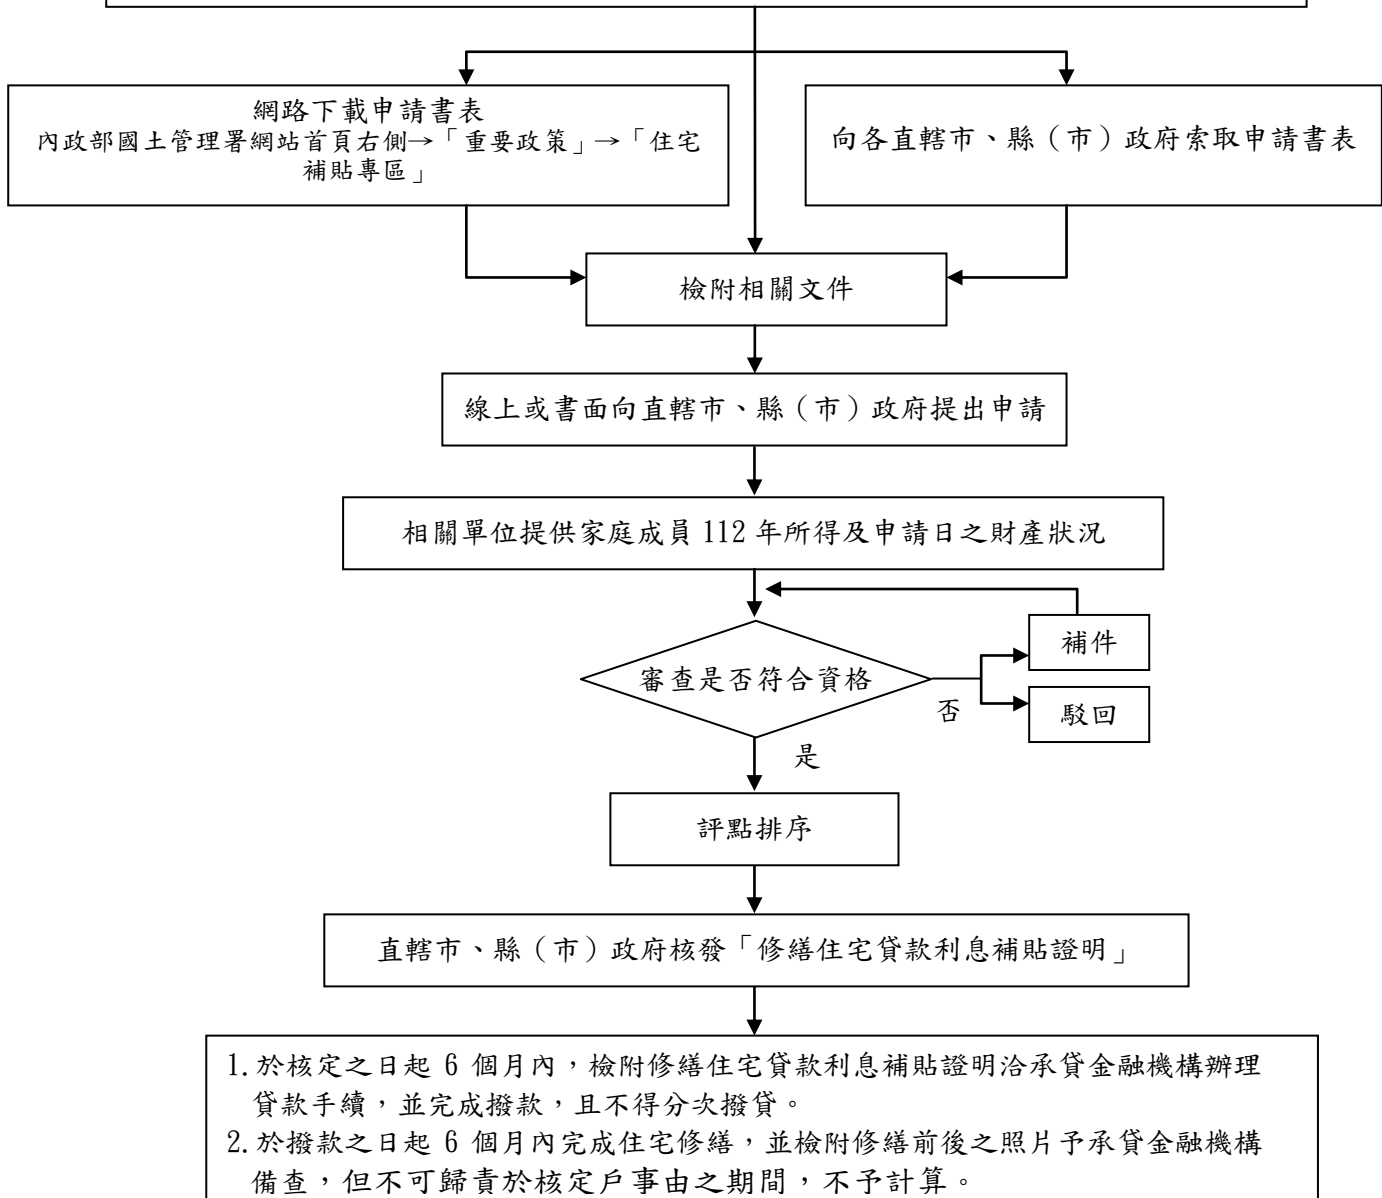 網路下載申請書表
內政部國土管理署網站首頁右側→「重要政策」→「住宅
補貼專區」
向各直轄市、縣（市）政府索取申請書表
檢附相關文件
線上或書面向直轄市、縣（市）政府提出申請
相關單位提供家庭成員 112 年所得及申請日之財產狀況
審查是否符合資格
補件
否
駁回
是
評點排序
直轄市、縣（市）政府核發「修繕住宅貸款利息補貼證明」
1.於核定之日起 6 個月內，檢附修繕住宅貸款利息補貼證明洽承貸金融機構辦理
貸款手續，並完成撥款，且不得分次撥貸。
2.於撥款之日起 6 個月內完成住宅修繕，並檢附修繕前後之照片予承貸金融機構
備查，但不可歸責於核定戶事由之期間，不予計算。